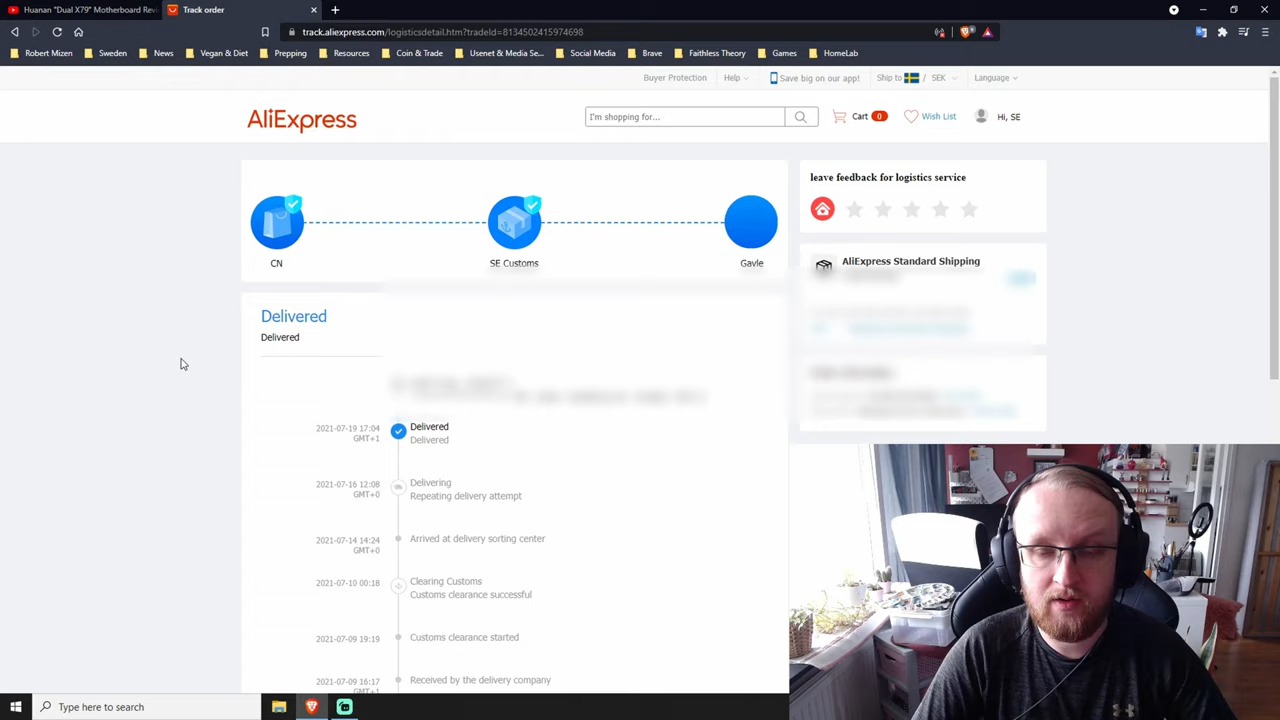 Huanan "Dual X79" Motherboard Rev
Track order
track.aliexpress.com/logisticsdetail.htm?tradeId=8134502415974698
Robert Mizen
Sweden
News
Vegan & Diet
Prepping
Resources
Coin & Trade
Usenet & Media Se...
Social Media
Brave
Faithless Theory
Games
HomeLab
Buyer Protection
Help
Save big on our app!
Ship to / SEK
Language
AliExpress
I'm shopping for...
Cart 0
Wish List
Hi, SE
CN
SE Customs
Gavle
leave feedback for logistics service
AliExpress Standard Shipping
Delivered
Delivered
2021-07-19 17:04
GMT+1
Delivered
Delivered
2021-07-16 12:08
GMT+0
Delivering
Repeating delivery attempt
2021-07-14 14:24
GMT+0
Arrived at delivery sorting center
2021-07-10 00:18
Clearing Customs
Customs clearance successful
2021-07-09 19:19
Customs clearance started
2021-07-09 16:17
GMT+1
Received by the delivery company
Type here to search